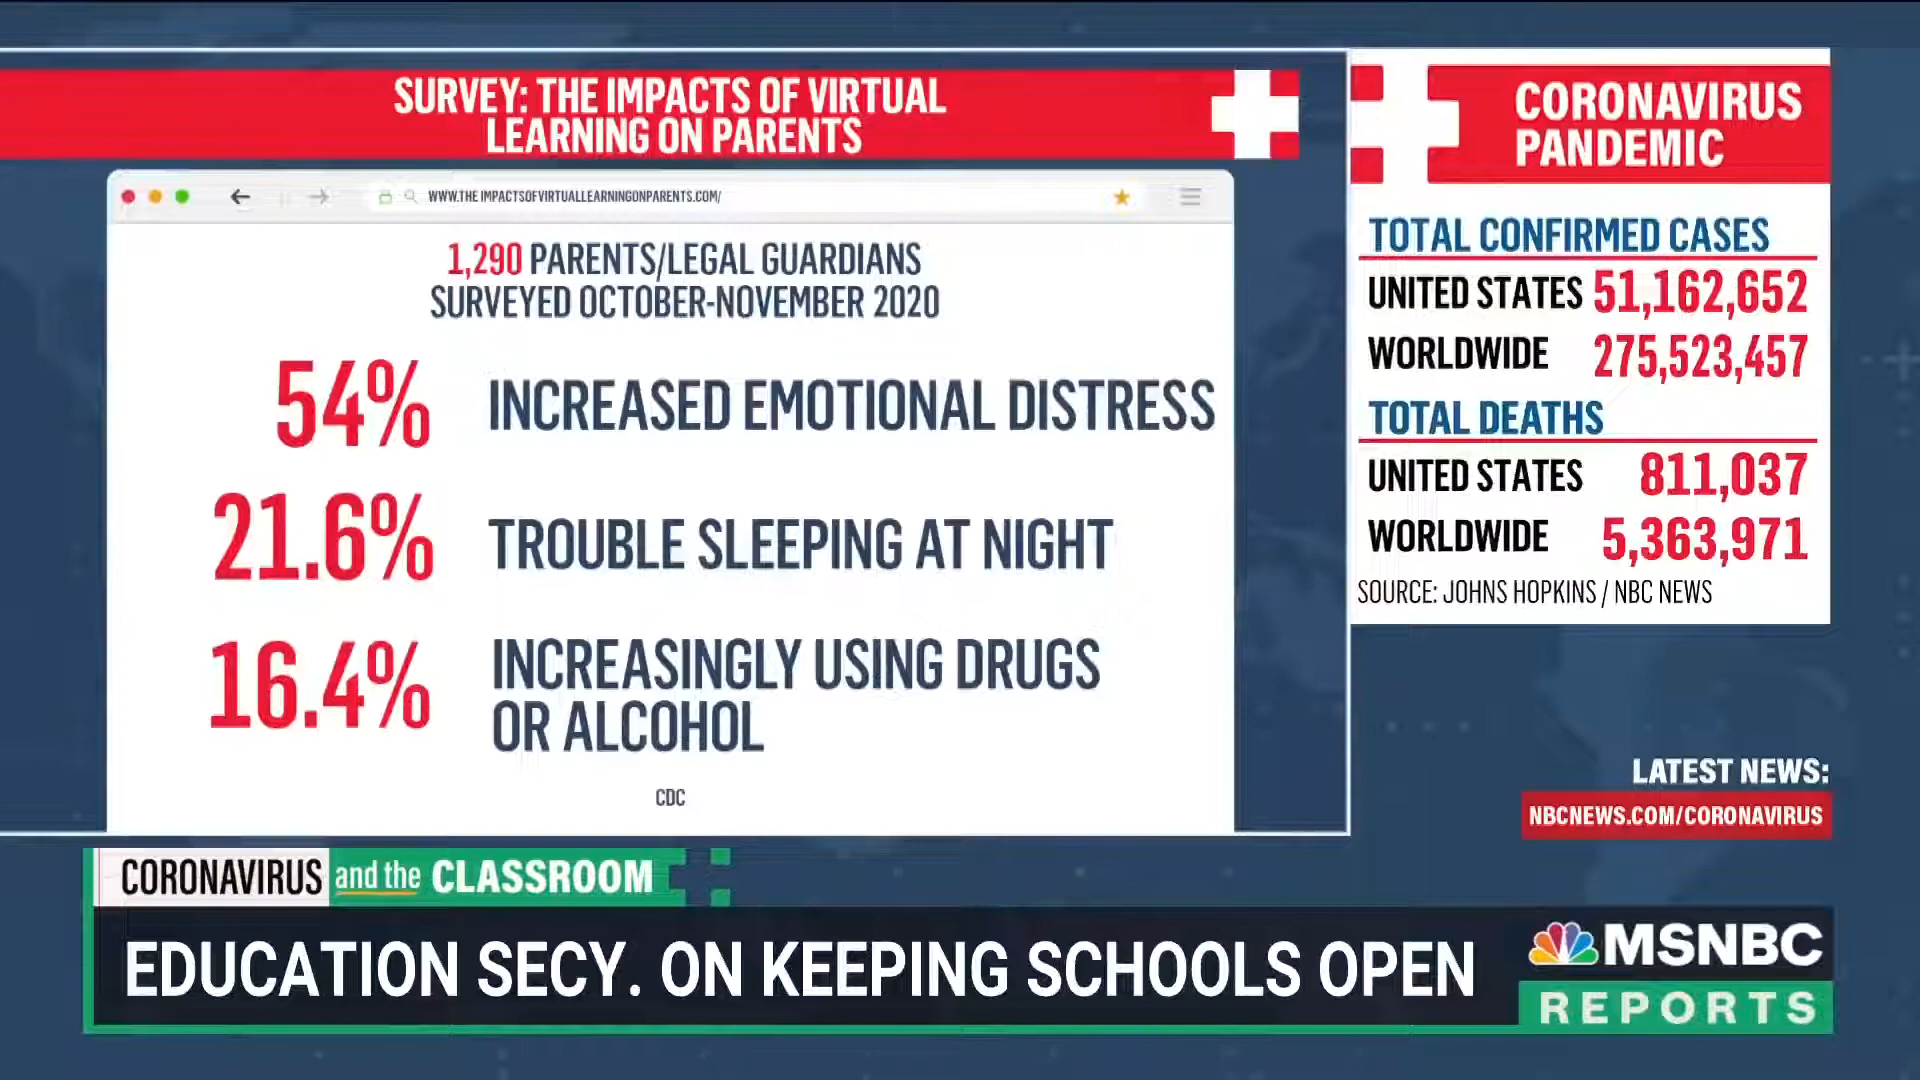 SURVEY: THE IMPACTS OF VIRTUAL
LEARNING ON PARENTS
WWW.THE IMPACTSOFVIRTUALLEARNINGONPARENTS.COM/
1,290 PARENTS/LEGAL GUARDIANS
SURVEYED OCTOBER-NOVEMBER 2020
54% INCREASED EMOTIONAL DISTRESS
21.6% TROUBLE SLEEPING AT NIGHT
16.4% INCREASINGLY USING DRUGS
OR ALCOHOL
CDC
CORONAVIRUS
PANDEMIC
TOTAL CONFIRMED CASES
UNITED STATES 51,162,652
WORLDWIDE 275,523,457
TOTAL DEATHS
UNITED STATES 811,037
WORLDWIDE 5,363,971
SOURCE: JOHNS HOPKINS / NBC NEWS
LATEST NEWS:
NBCNEWS.COM/CORONAVIRUS
CORONAVIRUS and the CLASSROOM
EDUCATION SECY. ON KEEPING SCHOOLS OPEN
MSNBC
REPORTS